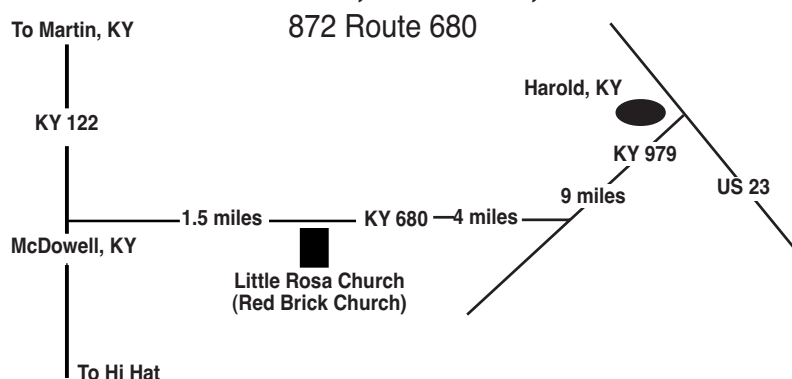 872 Route 680
To Martin, KY
Harold, KY
KY 122
KY 979
US 23
9 miles
1.5 miles
KY 680
4 miles
McDowell, KY
Little Rosa Church
(Red Brick Church)
To Hi Hat